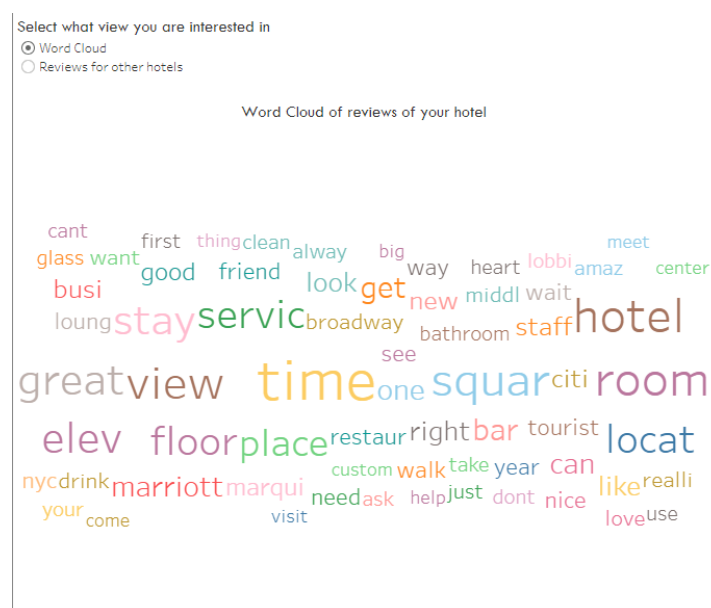 Select what view you are interested in
Word Cloud
Reviews for other hotels
Word Cloud of reviews of your hotel
cant first thing clean alway big meet
glass want good friend look get way heart lobbi amaz center
busi new middl wait
loung stay servic broadway bathroom staff hotel
see
great view time one squar citi room
elev floor place restaur right bar tourist locat
nyc drink marriott marqui custom walk take year can like realli
your come visit need ask help just dont nice love use